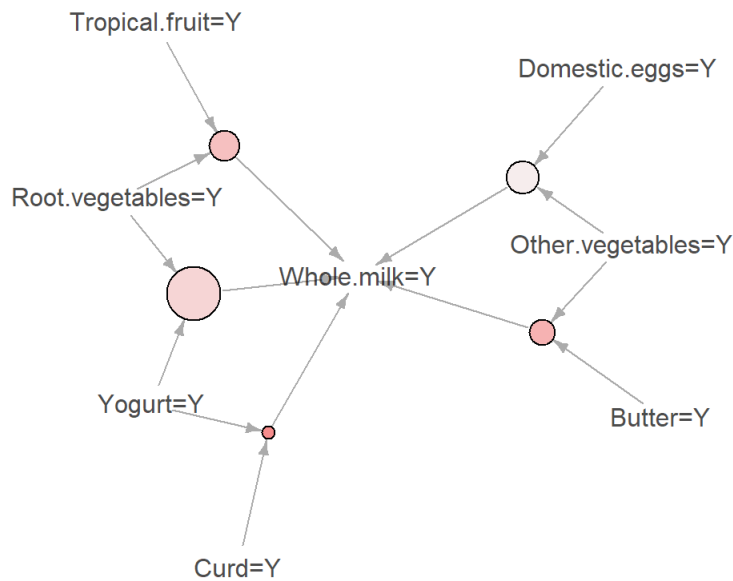 Tropical.fruit=Y
Domestic.eggs=Y
Root.vegetables=Y
Other.vegetables=Y
Whole.milk=Y
Yogurt=Y
Butter=Y
Curd=Y